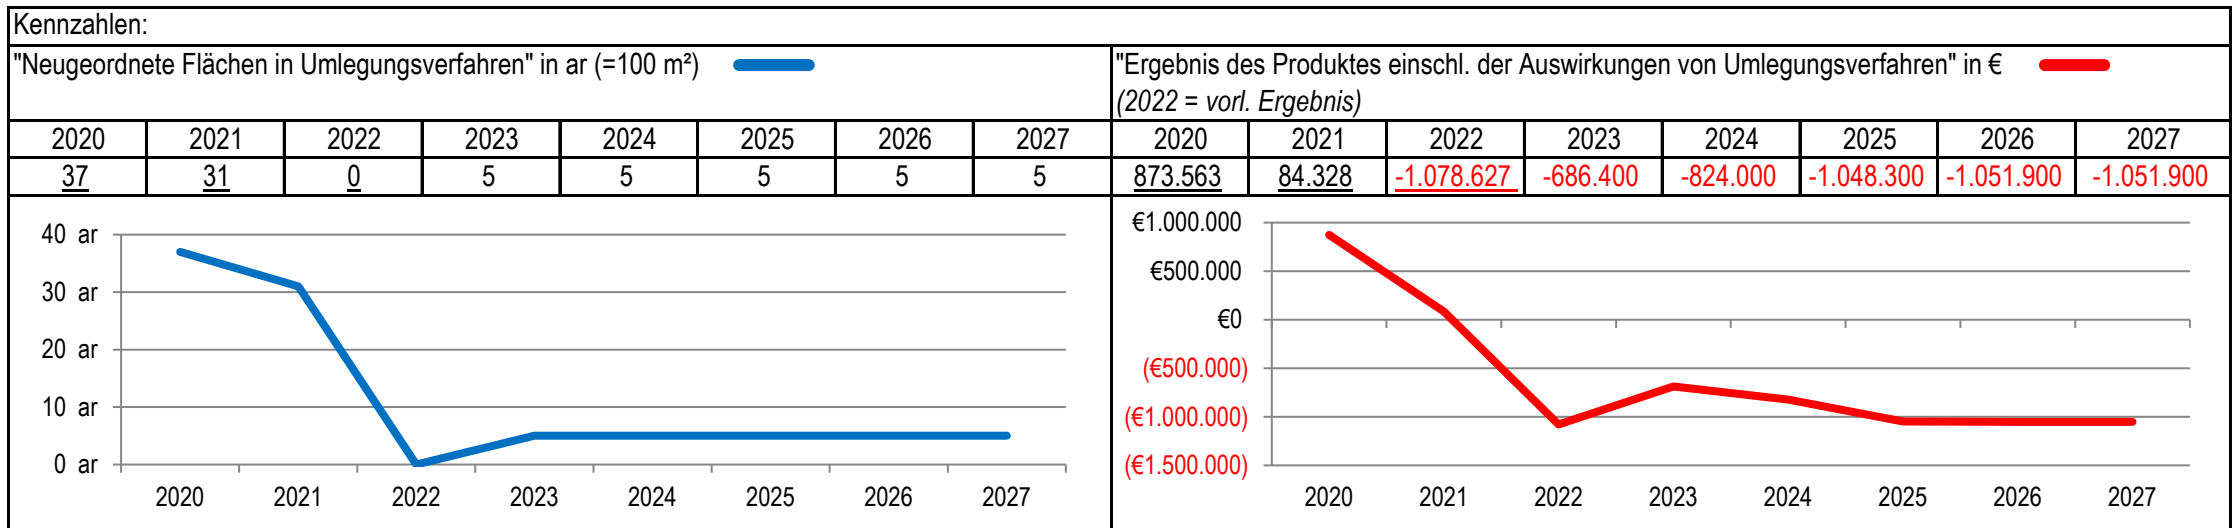 Kennzahlen:
"Neugeordnete Flächen in Umlegungsverfahren" in ar (=100 m²)
2020 2021 2022 2023 2024 2025 2026 2027
37 31 0 5 5 5 5 5
40 ar
30 ar
20 ar
10 ar
0 ar
2020 2021 2022 2023 2024 2025 2026 2027
"Ergebnis des Produktes einschl. der Auswirkungen von Umlegungsverfahren" in €
(2022 = vorl. Ergebnis)
2020 2021 2022 2023 2024 2025 2026 2027
873.563 84.328 -1.078.627 -686.400 -824.000 -1.048.300 -1.051.900 -1.051.900
€1.000.000
€500.000
€0
(€500.000)
(€1.000.000)
(€1.500.000)
2020 2021 2022 2023 2024 2025 2026 2027